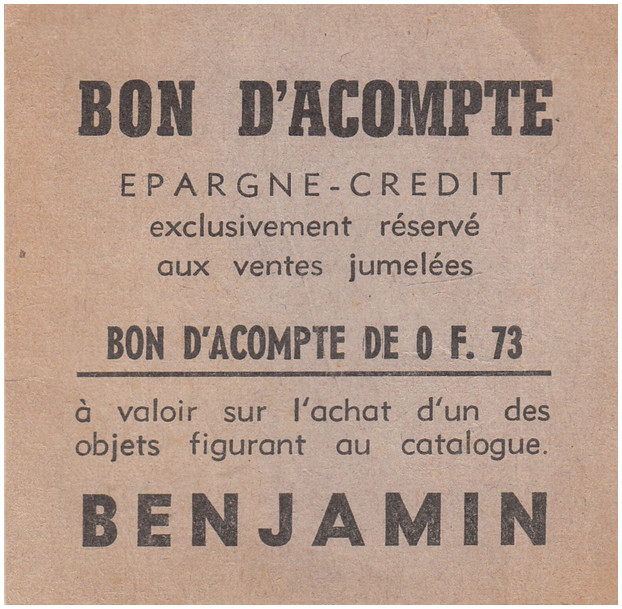 BON D'ACOMPTE
EPARGNE-CREDIT
exclusivement réservé
aux ventes jumelées
BON D'ACOMPTE DE 0 F. 73
à valoir sur l'achat d'un des
objets figurant au catalogue.
BENJAMIN